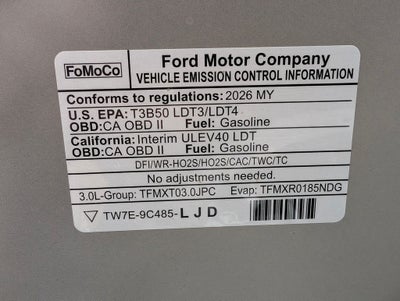 FoMoCo
Ford Motor Company
VEHICLE EMISSION CONTROL INFORMATION
Conforms to regulations: 2026 MY
U.S. EPA: T3B50 LDT3/LDT4
OBD:CA OBD II Fuel: Gasoline
California: Interim ULEV40 LDT
OBD:CA OBD II Fuel: Gasoline
DFI/WR-HO2S/HO2S/CAC/TWC/TC
No adjustments needed.
3.0L-Group: TFMXT03.0JPC Evap: TFMXR0185NDG
TW7E-9C485-LJD